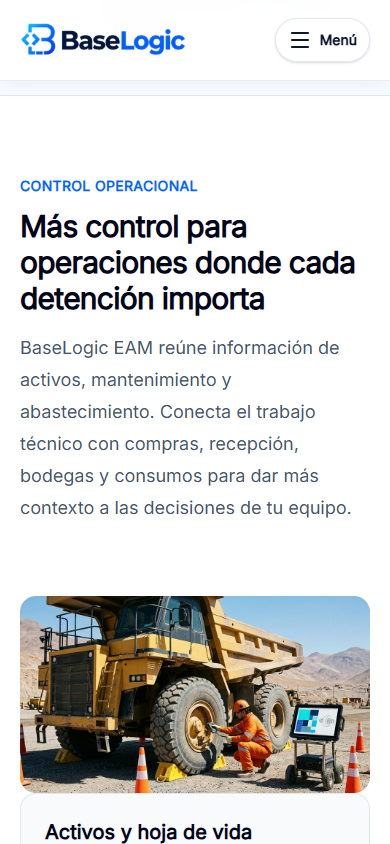 BaseLogic
Menú
CONTROL OPERACIONAL
Más control para
operaciones donde cada
detención importa
BaseLogic EAM reúne información de
activos, mantenimiento y
abastecimiento. Conecta el trabajo
técnico con compras, recepción,
bodegas y consumos para dar más
contexto a las decisiones de tu equipo.
Activos y hoja de vida